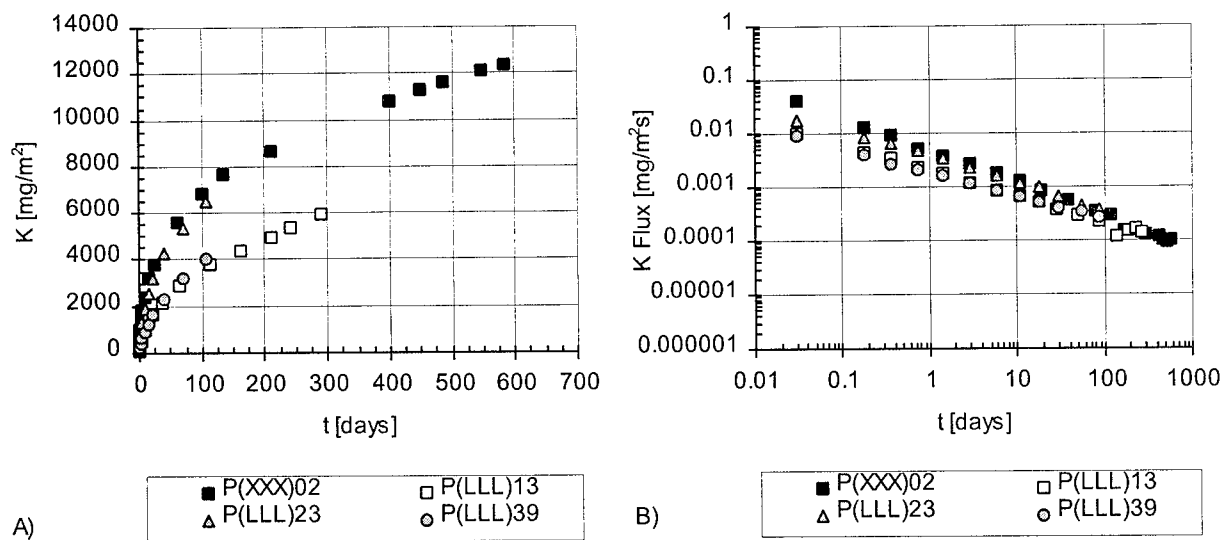 14000
12000
10000
8000
6000
4000
2000
0
K [mg/m²]
0 100 200 300 400 500 600 700
t [days]
P(XXX)02 P(LLL)13
P(LLL)23 P(LLL)39
A)
1
0.1
0.01
0.001
0.0001
0.00001
0.000001
K Flux [mg/m²s]
0.01 0.1 1 10 100 1000
t [days]
P(XXX)02 P(LLL)13
P(LLL)23 P(LLL)39
B)